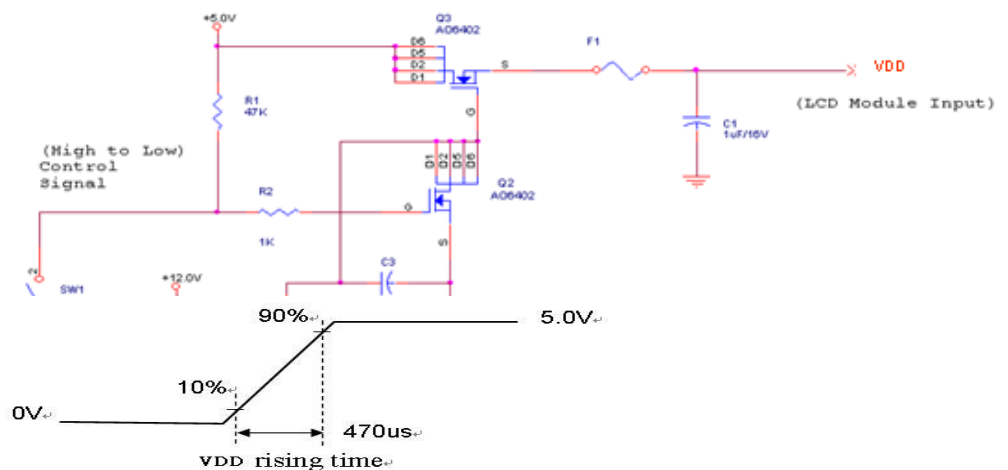 +5.0V
Q3
AO6402
F1
D6
D5
D2
D1
S
VDD
(LCD Module Input)
R1
47K
G
C1
1uF/16V
(High to Low)
Control
Signal
D1
D2
D5
D6
Q2
AO6402
R2
G
1K
S
C3
2
+12.0V
SW1
90%
5.0V
10%
0V
470us
VDD rising time